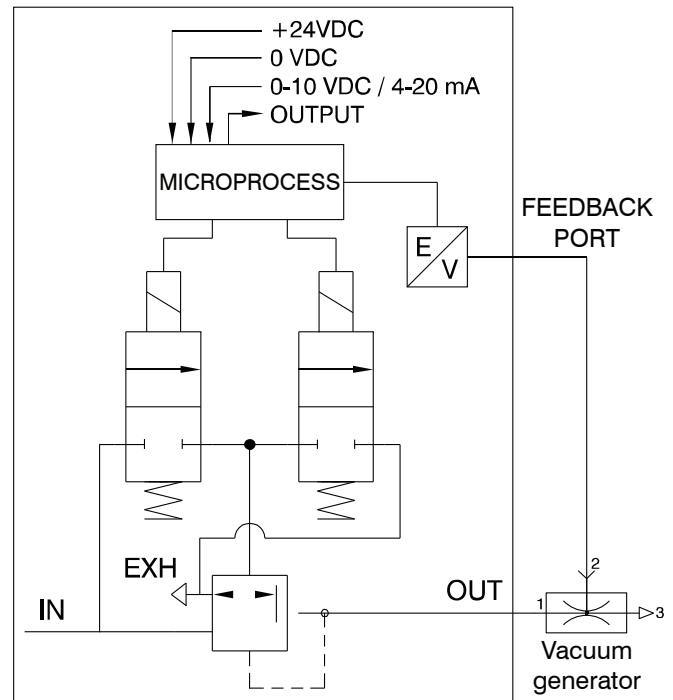 +24VDC
0 VDC
0-10 VDC / 4-20 mA
OUTPUT
MICROPROCESS
FEEDBACK
PORT
E
V
EXH
IN
OUT
1
2
3
Vacuum
generator